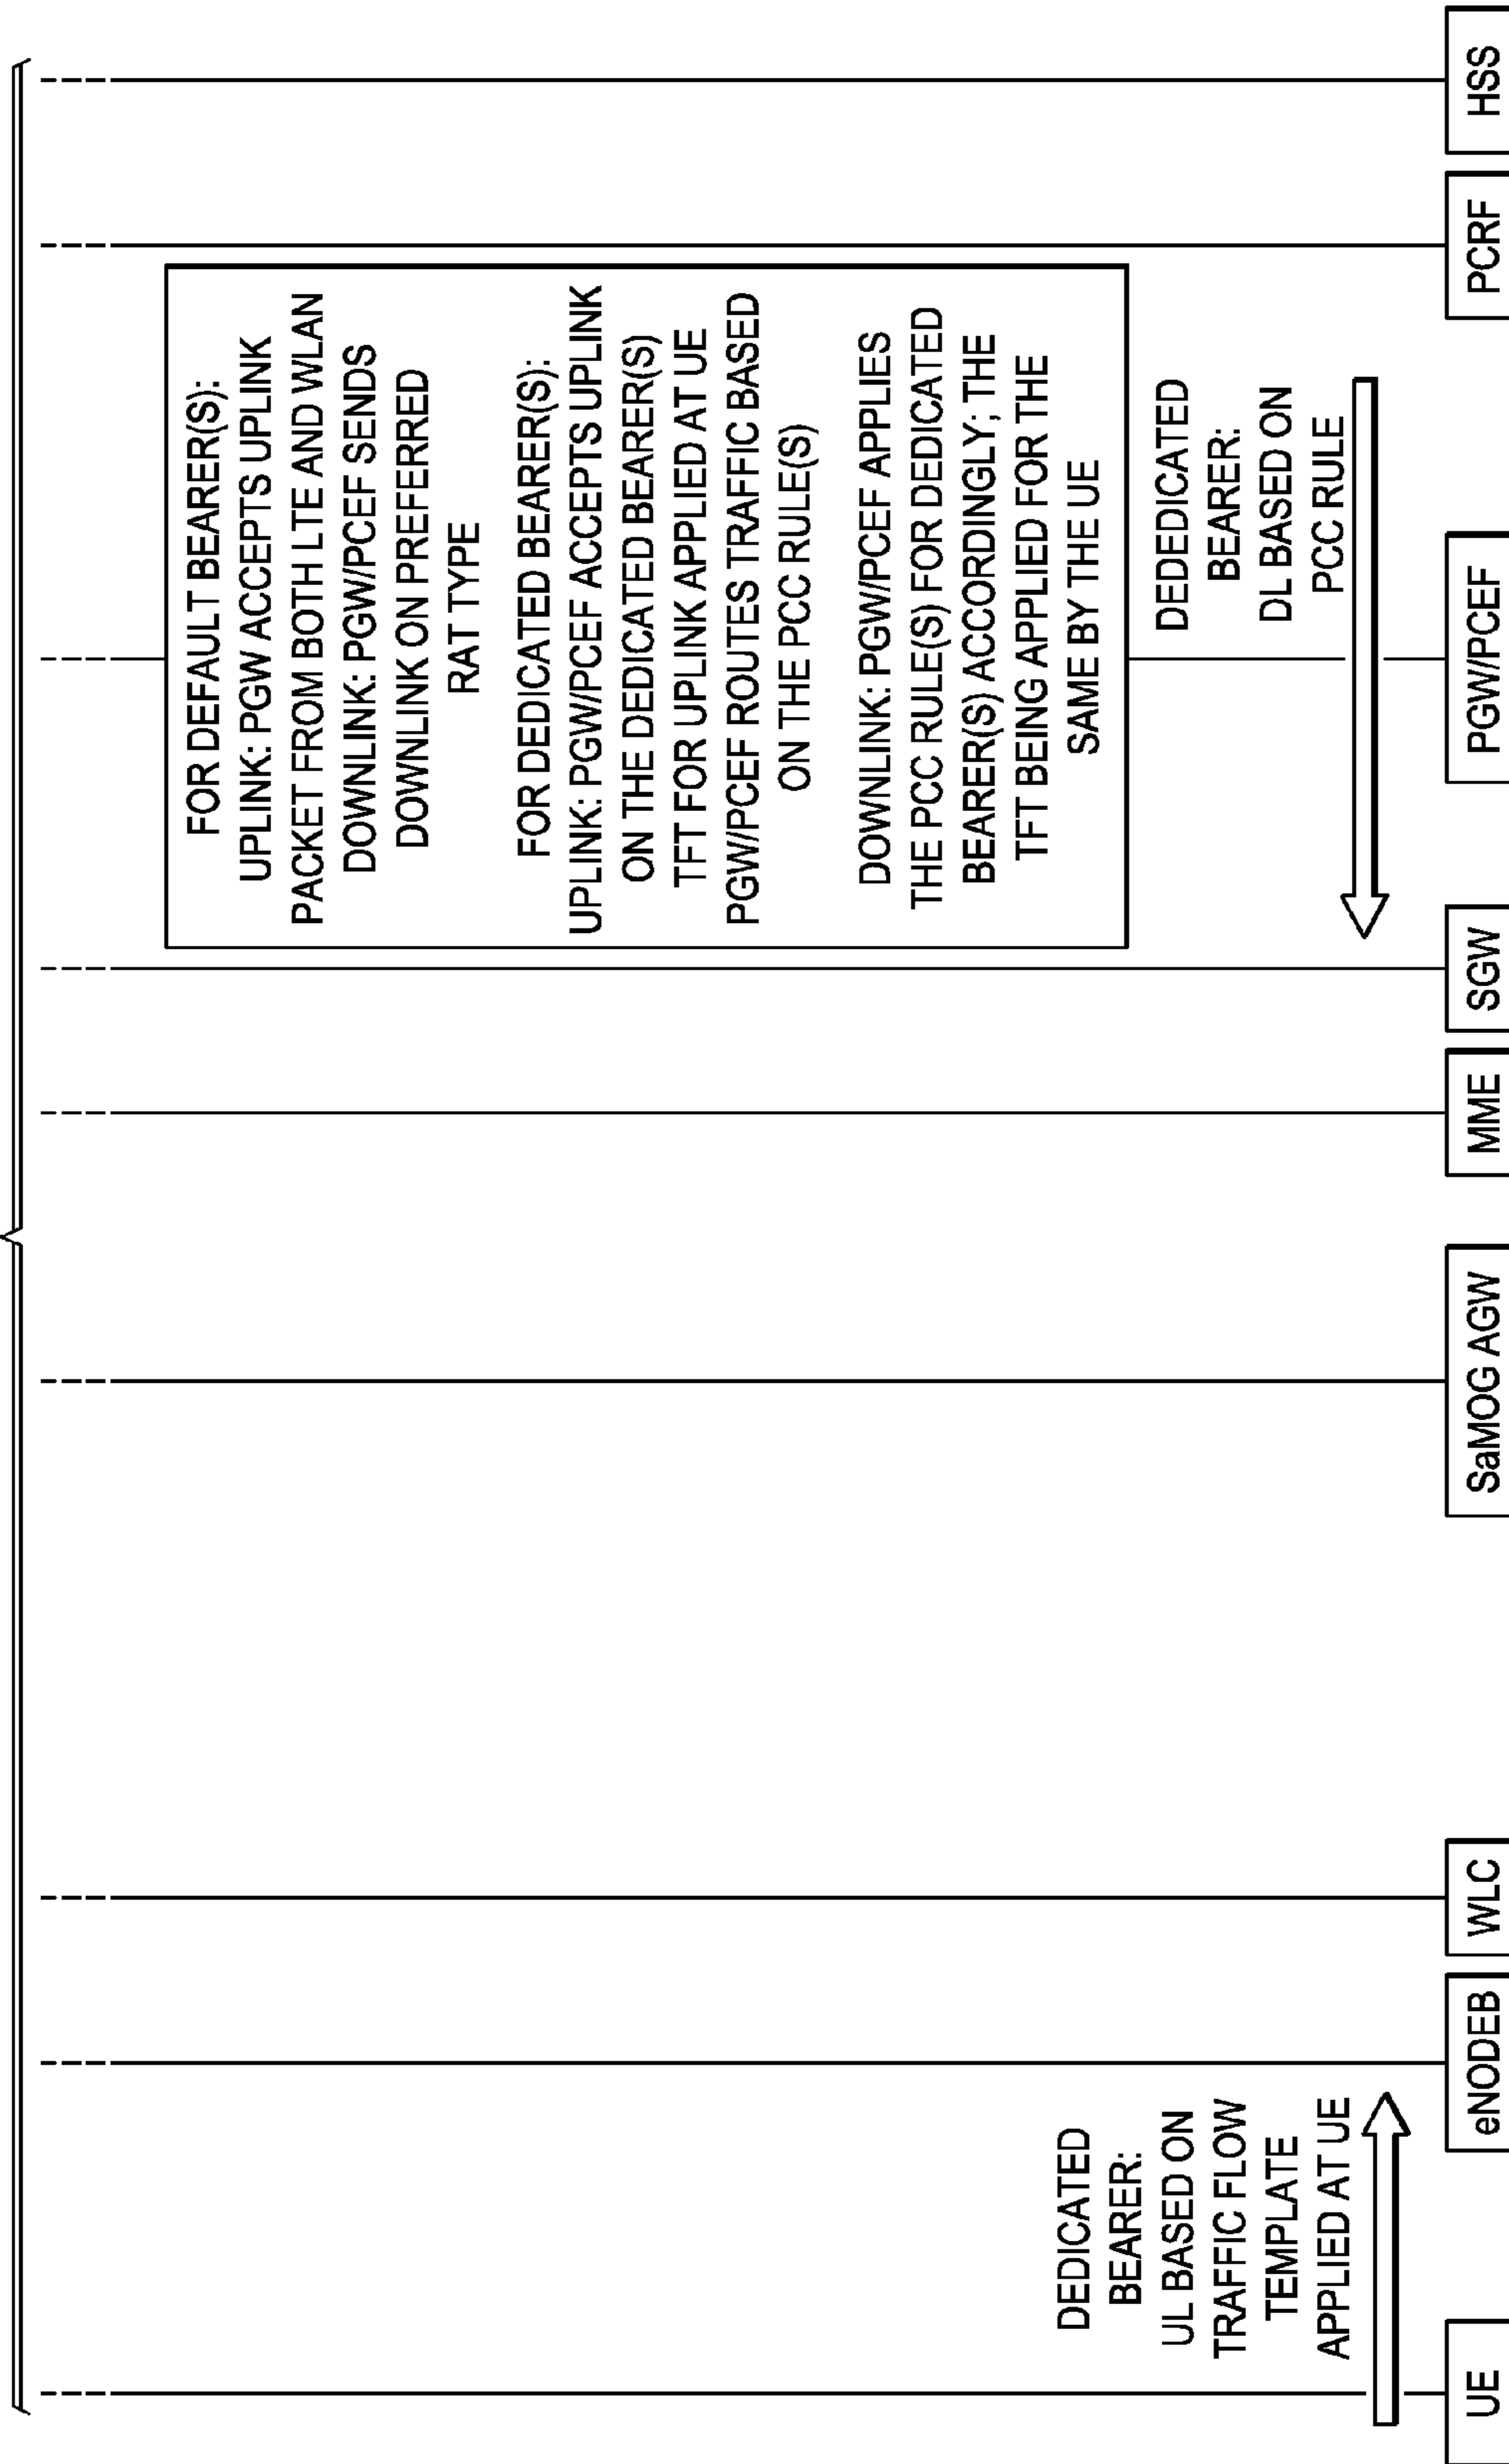 FOR DEFAULT BEARER(S):
UPLINK: PGW ACCEPTS UPLINK
PACKET FROM BOTH LTE AND WLAN
DOWNLINK: PGW/PCEF SENDS
DOWNLINK ON PREFERRED
RAT TYPE
FOR DEDICATED BEARER(S):
UPLINK: PGW/PCEF ACCEPTS UPLINK
ON THE DEDICATED BEARER(S)
TFT FOR UPLINK APPLIED AT UE
PGW/PCEF ROUTES TRAFFIC BASED
ON THE PCC RULE(S)
DOWNLINK: PGW/PCEF APPLIES
THE PCC RULE(S) FOR DEDICATED
BEARER(S) ACCORDINGLY; THE
TFT BEING APPLIED FOR THE
SAME BY THE UE
DEDICATED
BEARER:
UL BASED ON
TRAFFIC FLOW
TEMPLATE
APPLIED AT UE
DEDEDICATED
BEARER:
DL BASED ON
PCC RULE
UE
eNODEB
WLC
SaMOG AGW
MME
SGW
PGW/PCEF
PCRF
HSS